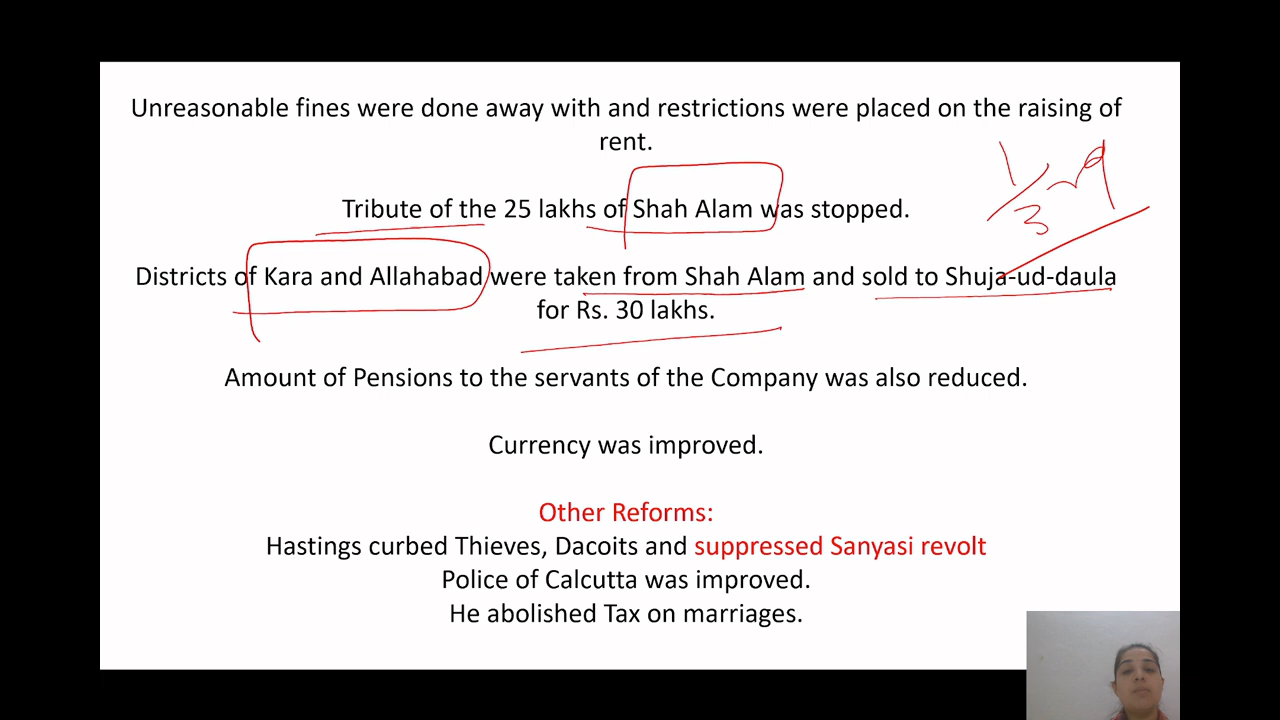 Unreasonable fines were done away with and restrictions were placed on the raising of
rent.
1/3 rd
Tribute of the 25 lakhs of Shah Alam was stopped.
Districts of Kara and Allahabad were taken from Shah Alam and sold to Shuja-ud-daula
for Rs. 30 lakhs.
Amount of Pensions to the servants of the Company was also reduced.
Currency was improved.
Other Reforms:
Hastings curbed Thieves, Dacoits and suppressed Sanyasi revolt
Police of Calcutta was improved.
He abolished Tax on marriages.